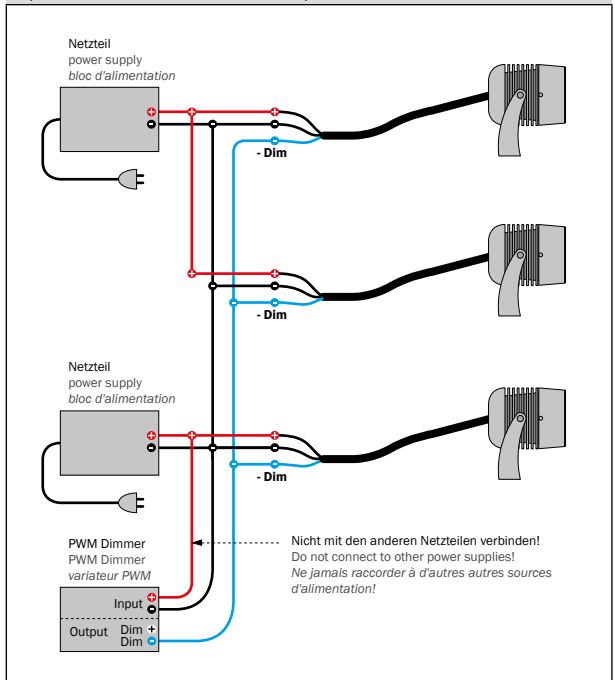 Netzteil
power supply
bloc d'alimentation
+
-
+
-
- Dim
+
+
-
-
- Dim
Netzteil
power supply
bloc d'alimentation
+
-
+
-
- Dim
PWM Dimmer
PWM Dimmer
variateur PWM
Nicht mit den anderen Netzteilen verbinden!
Do not connect to other power supplies!
Ne jamais raccorder à d'autres autres sources
d'alimentation!
Input +
-
Output Dim +
Dim -